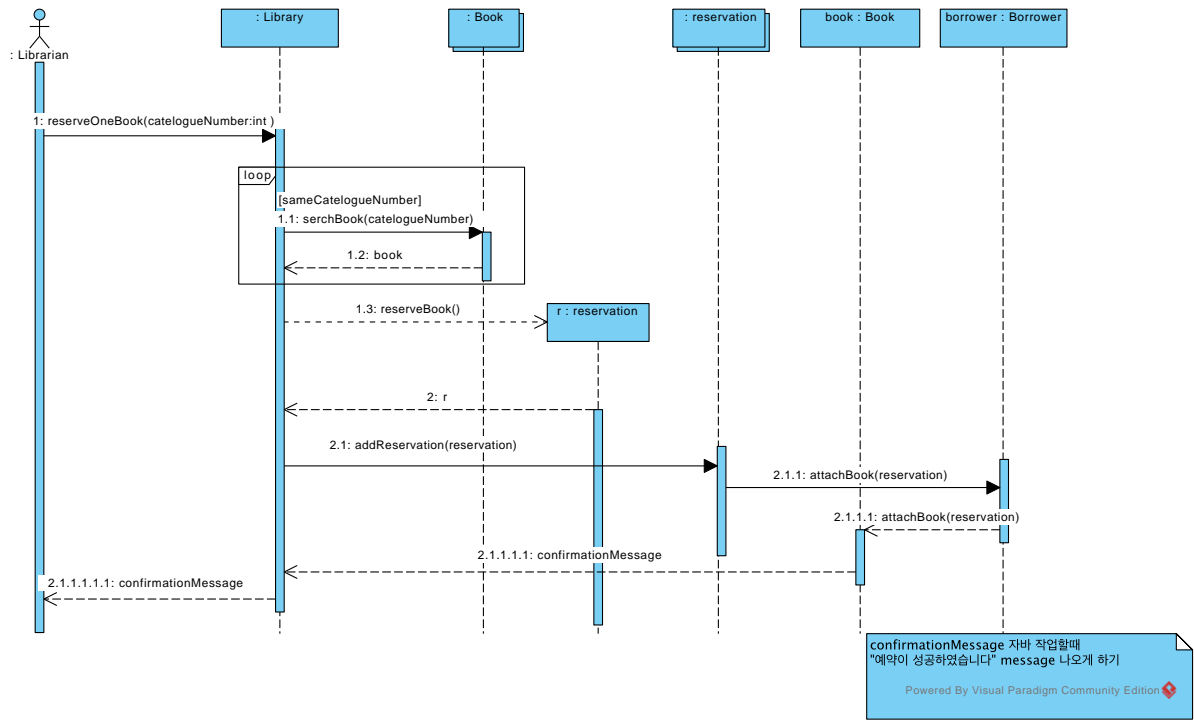 : Librarian
: Library
: Book
: reservation
book : Book
borrower : Borrower
1: reserveOneBook(catelogueNumber:int )
loop
[sameCatelogueNumber]
1.1: serchBook(catelogueNumber)
1.2: book
1.3: reserveBook()
r : reservation
2: r
2.1: addReservation(reservation)
2.1.1: attachBook(reservation)
2.1.1.1: attachBook(reservation)
2.1.1.1.1: confirmationMessage
2.1.1.1.1.1: confirmationMessage
confirmationMessage 자바 작업할때
"예약이 성공하였습니다" message 나오게 하기
Powered By Visual Paradigm Community Edition